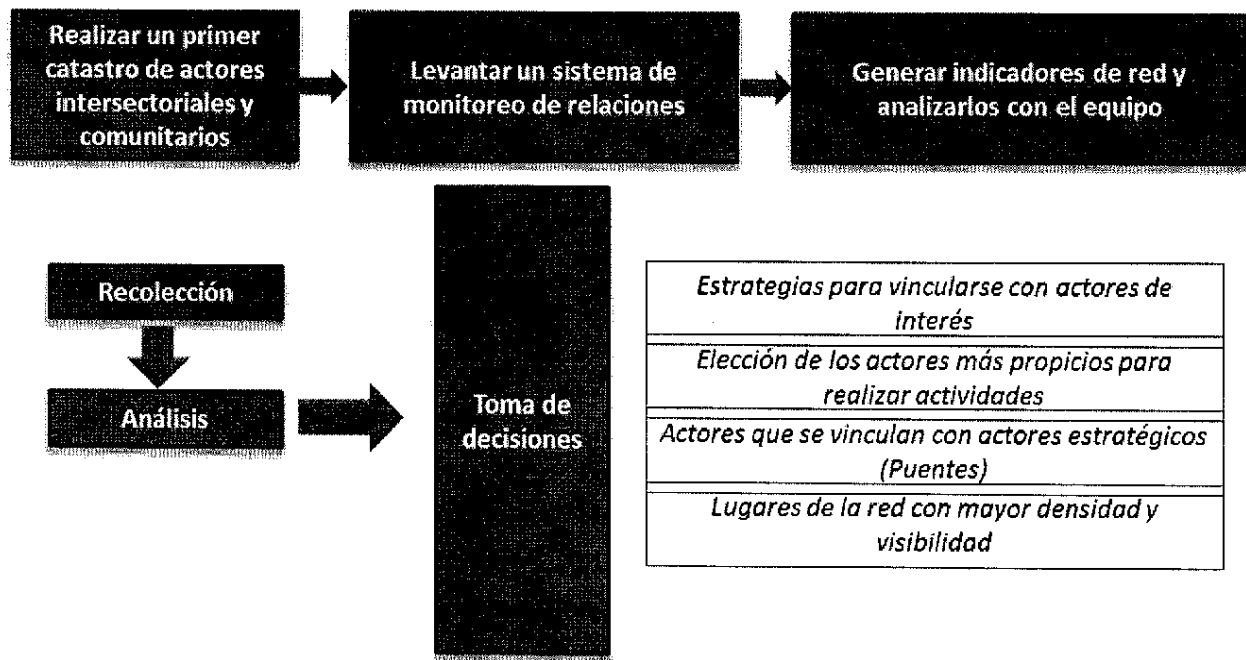 Realizar un primer
catastro de actores
intersectoriales y
comunitarios
Levantar un sistema de
monitoreo de relaciones
Generar indicadores de red y
analizarlos con el equipo
Recolección
Análisis
Toma de
decisiones
Estrategias para vincularse con actores de
interés
Elección de los actores más propicios para
realizar actividades
Actores que se vinculan con actores estratégicos
(Puentes)
Lugares de la red con mayor densidad y
visibilidad